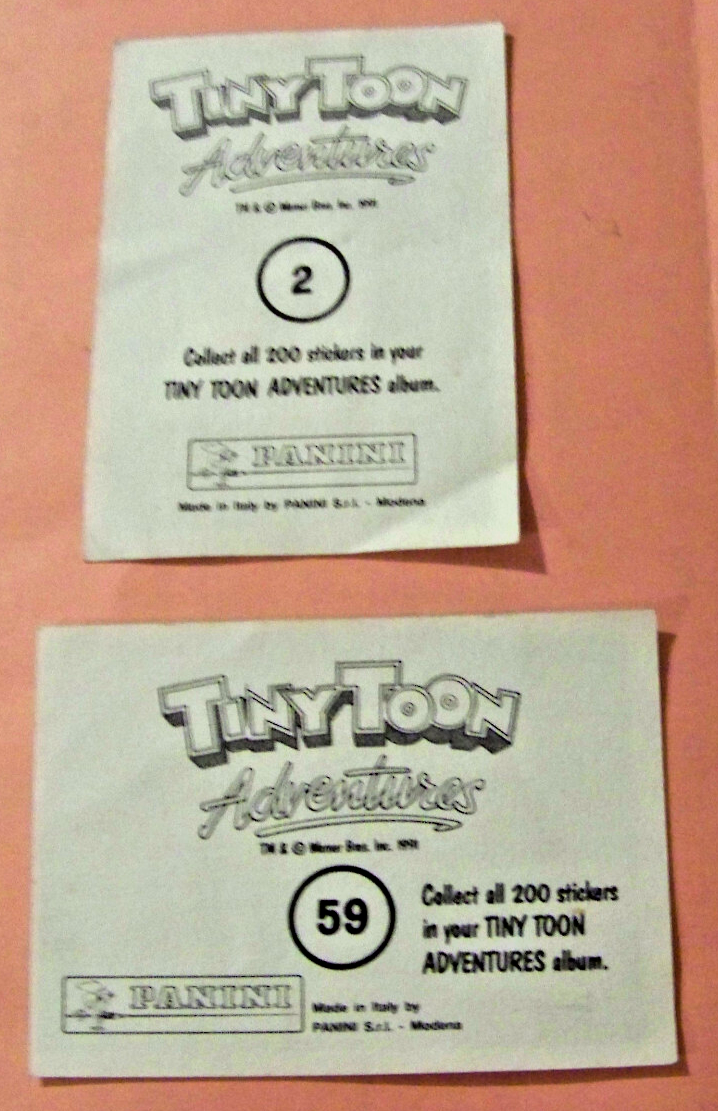 TINY TOON
Adventures
TM & © Warner Bros. Inc. 1991
2
Collect all 200 stickers in your
TINY TOON ADVENTURES album.
PANINI
Made in Italy by PANINI S.r.l. - Modena
TINY TOON
Adventures
TM & © Warner Bros. Inc. 1991
59
Collect all 200 stickers
in your TINY TOON
ADVENTURES album.
PANINI
Made in Italy by
PANINI S.r.l. - Modena